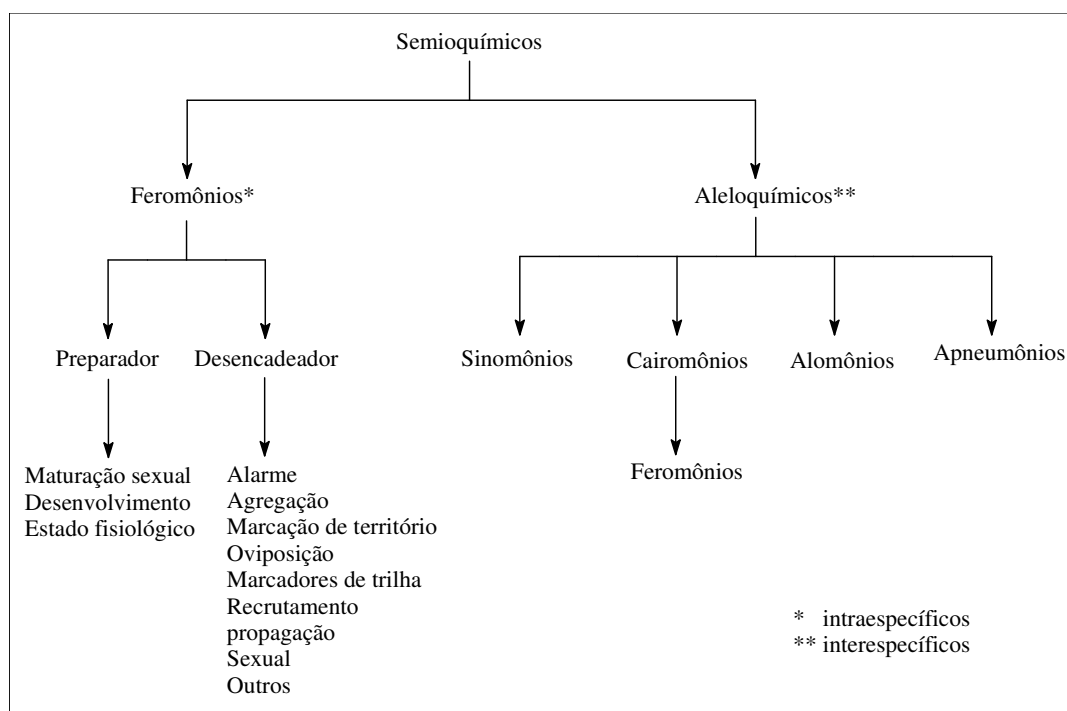 Semioquímicos
Feromônios*
Aleloquímicos**
Preparador
Desencadeador
Sinomônios
Cairomônios
Alomônios
Apneumônios
Maturação sexual
Desenvolvimento
Estado fisiológico
Alarme
Agregação
Marcação de território
Oviposição
Marcadores de trilha
Recrutamento
propagação
Sexual
Outros
Feromônios
* intraespecíficos
** interespecíficos